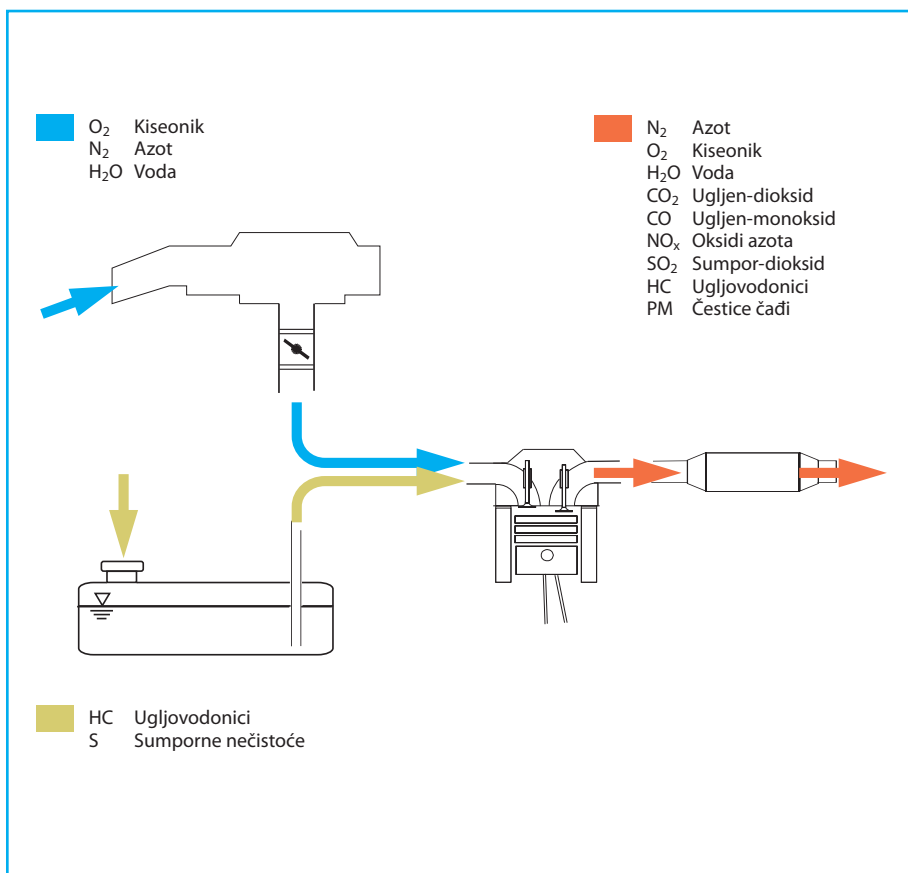 O₂ Kiseonik
N₂ Azot
H₂O Voda
N₂ Azot
O₂ Kiseonik
H₂O Voda
CO₂ Ugljen-dioksid
CO Ugljen-monoksid
NOₓ Oksidi azota
SO₂ Sumpor-dioksid
HC Ugljovodonici
PM Čestice čađi
HC Ugljovodonici
S Sumporne nečistoće